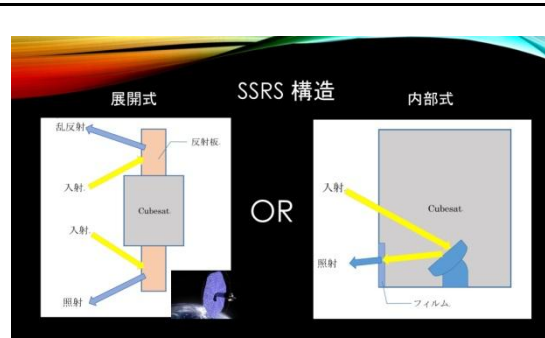 SSRS 構造
展開式
乱反射
反射板
入射
Cubesat
入射
照射
OR
内部式
入射
Cubesat
照射
フィルム